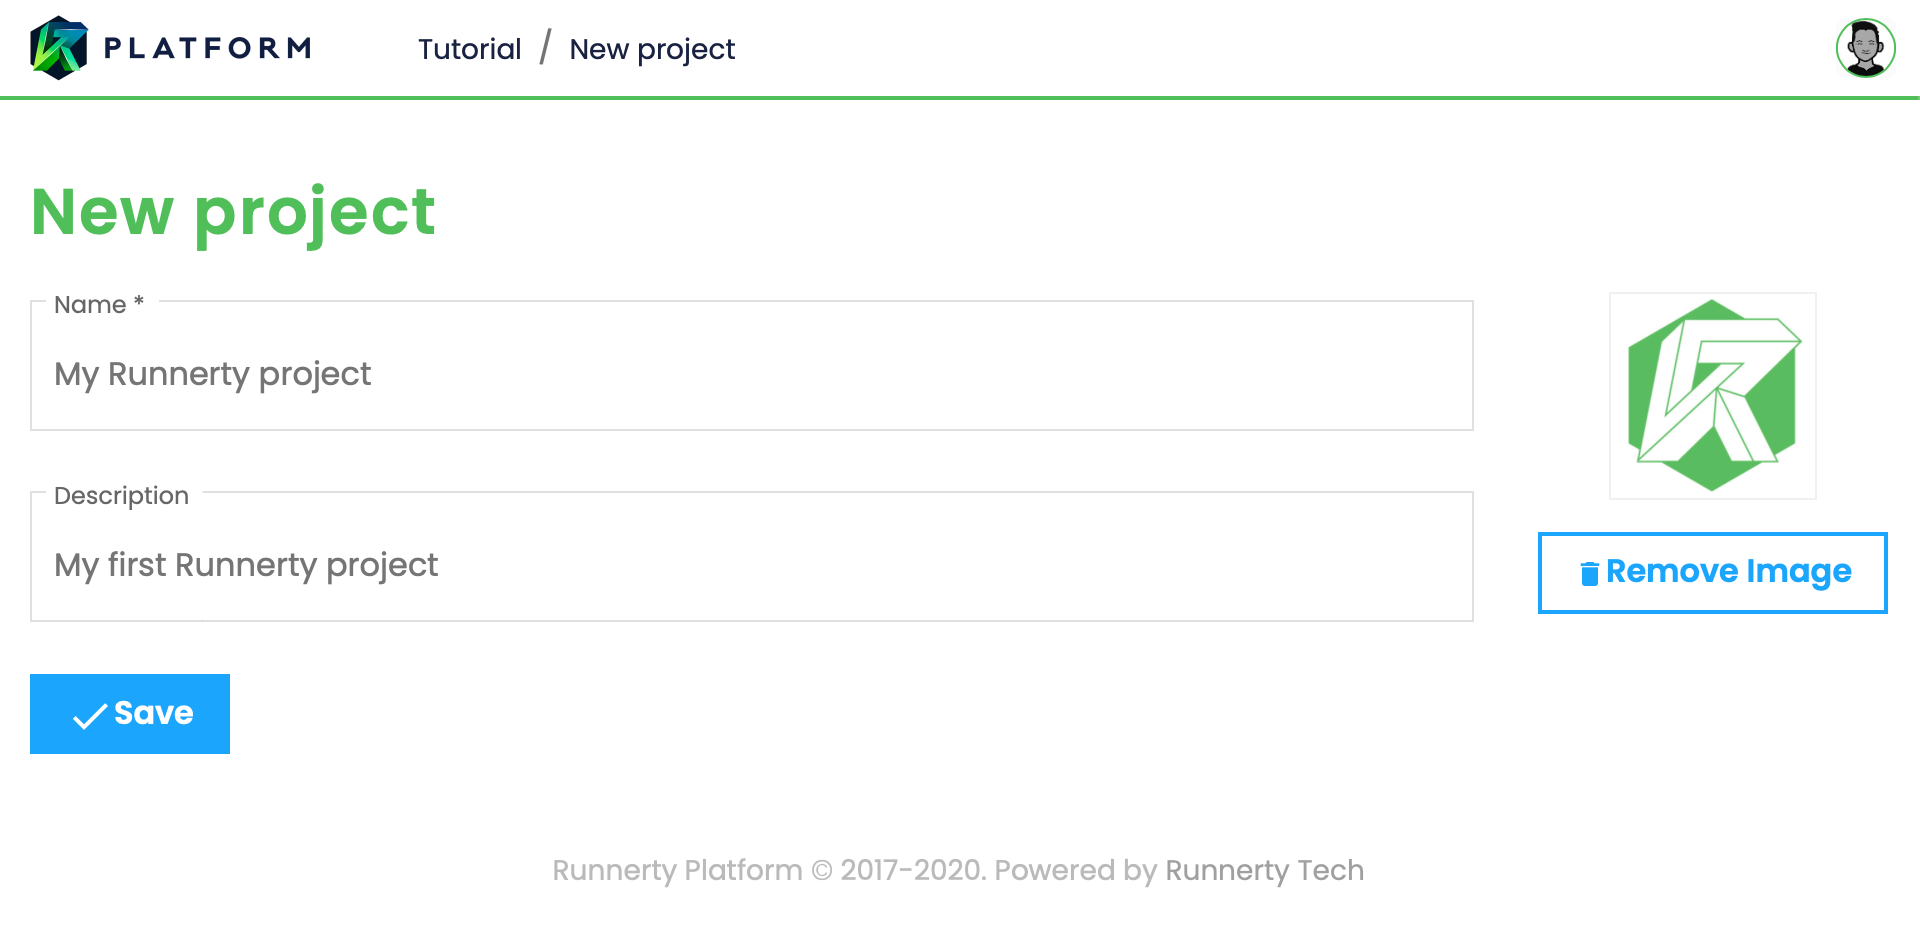 PLATFORM
Tutorial / New project
New project
Name *
My Runnerty project
Description
My first Runnerty project
Remove Image
Save
Runnerty Platform © 2017-2020. Powered by Runnerty Tech